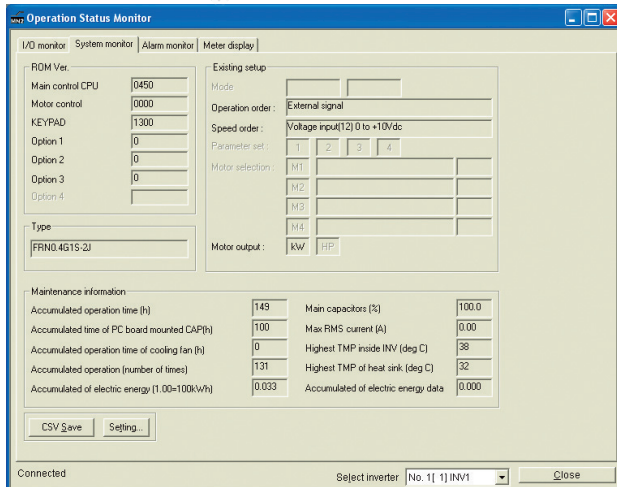 MNZ Operation Status Monitor
I/O monitor System monitor Alarm monitor Meter display
ROM Ver.
Main control CPU 0450
Motor control 0000
KEYPAD 1300
Option 1 0
Option 2 0
Option 3 0
Option 4
Type
FRN0.4G1S-2J
Existing setup
Mode
Operation order : External signal
Speed order : Voltage input(12) 0 to +10Vdc
Parameter set : 1 2 3 4
Motor selection : M1
M2
M3
M4
Motor output : kW HP
Maintenance information
Accumulated operation time (h) 149
Accumulated time of PC board mounted CAP(h) 100
Accumulated operation time of cooling fan (h) 0
Accumulated operation (number of times) 131
Accumulated of electric energy (1.00=100kWh) 0.033
Main capacitors (%) 100.0
Max RMS current (A) 0.00
Highest TMP inside INV (deg C) 38
Highest TMP of heat sink (deg C) 32
Accumulated of electric energy data 0.000
CSV Save Setting...
Connected Select inverter No. 1[ 1] INV1 Close